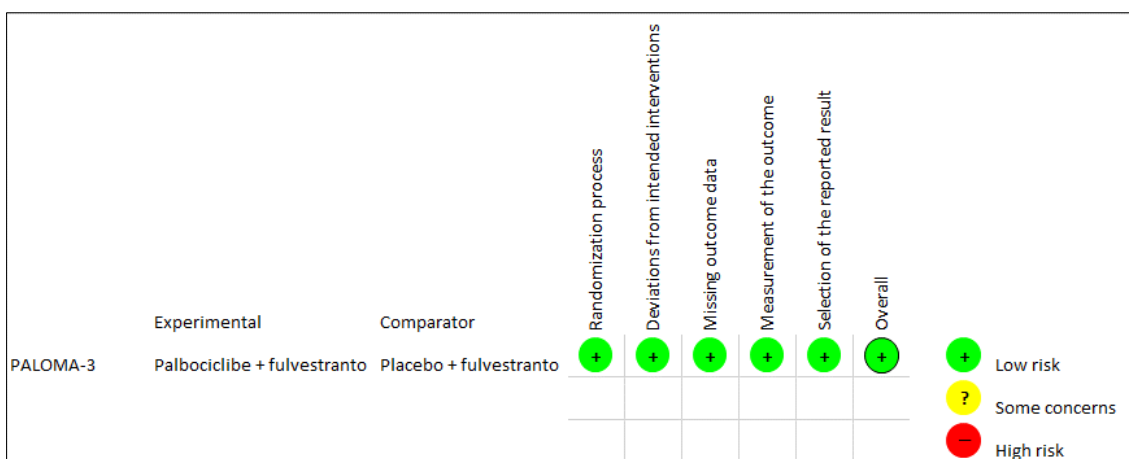 Randomization process
Deviations from intended interventions
Missing outcome data
Measurement of the outcome
Selection of the reported result
Overall
Experimental
Comparator
PALOMA-3
Palbociclibe + fulvestranto
Placebo + fulvestranto
+
+
+
+
+
+
+ Low risk
? Some concerns
− High risk